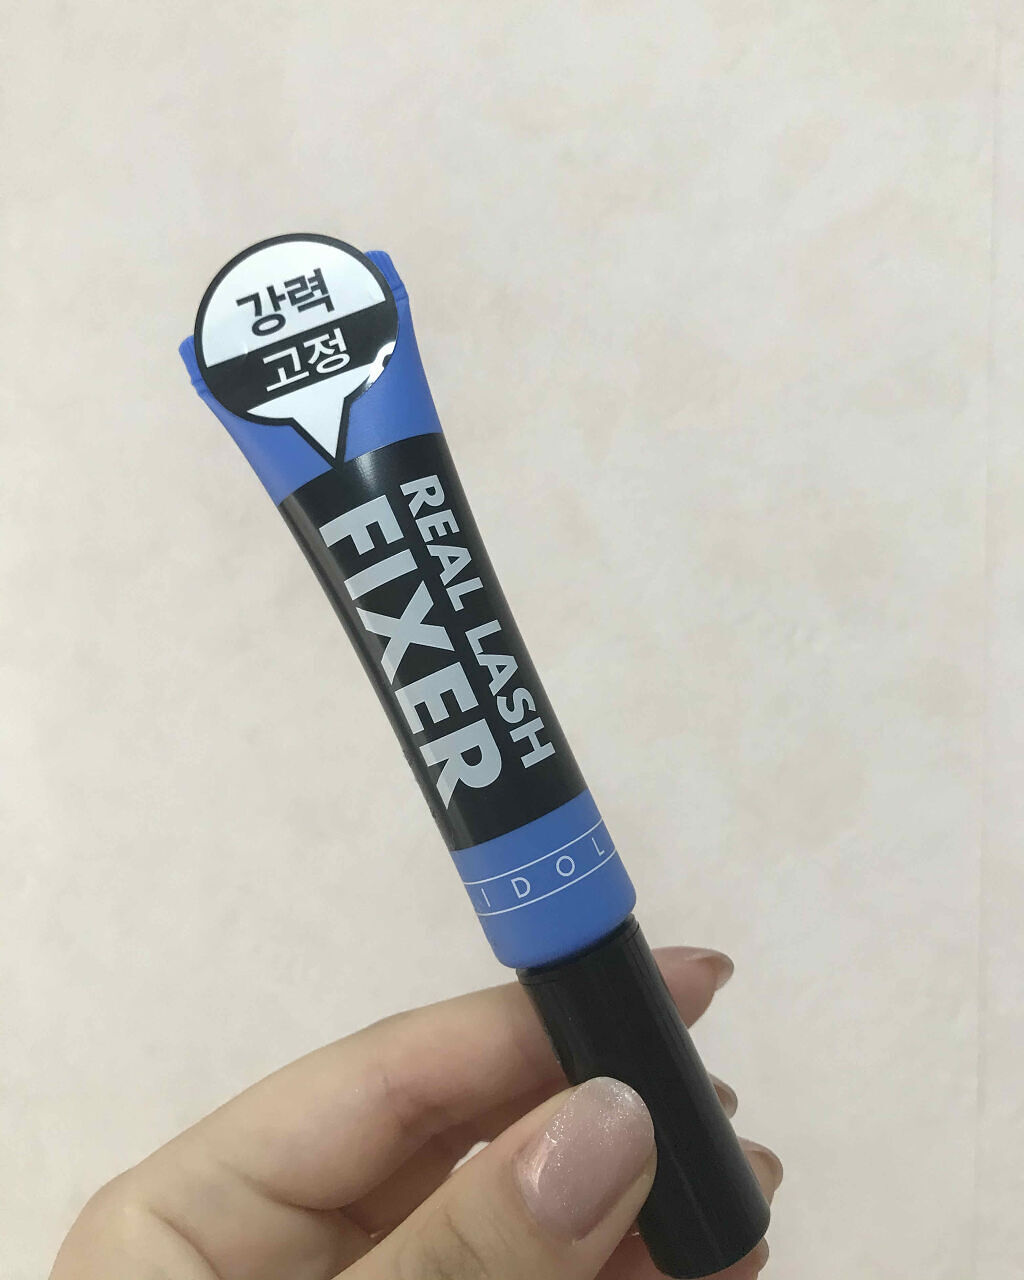 강력
고정
REAL LASH
FIXER
IDOL